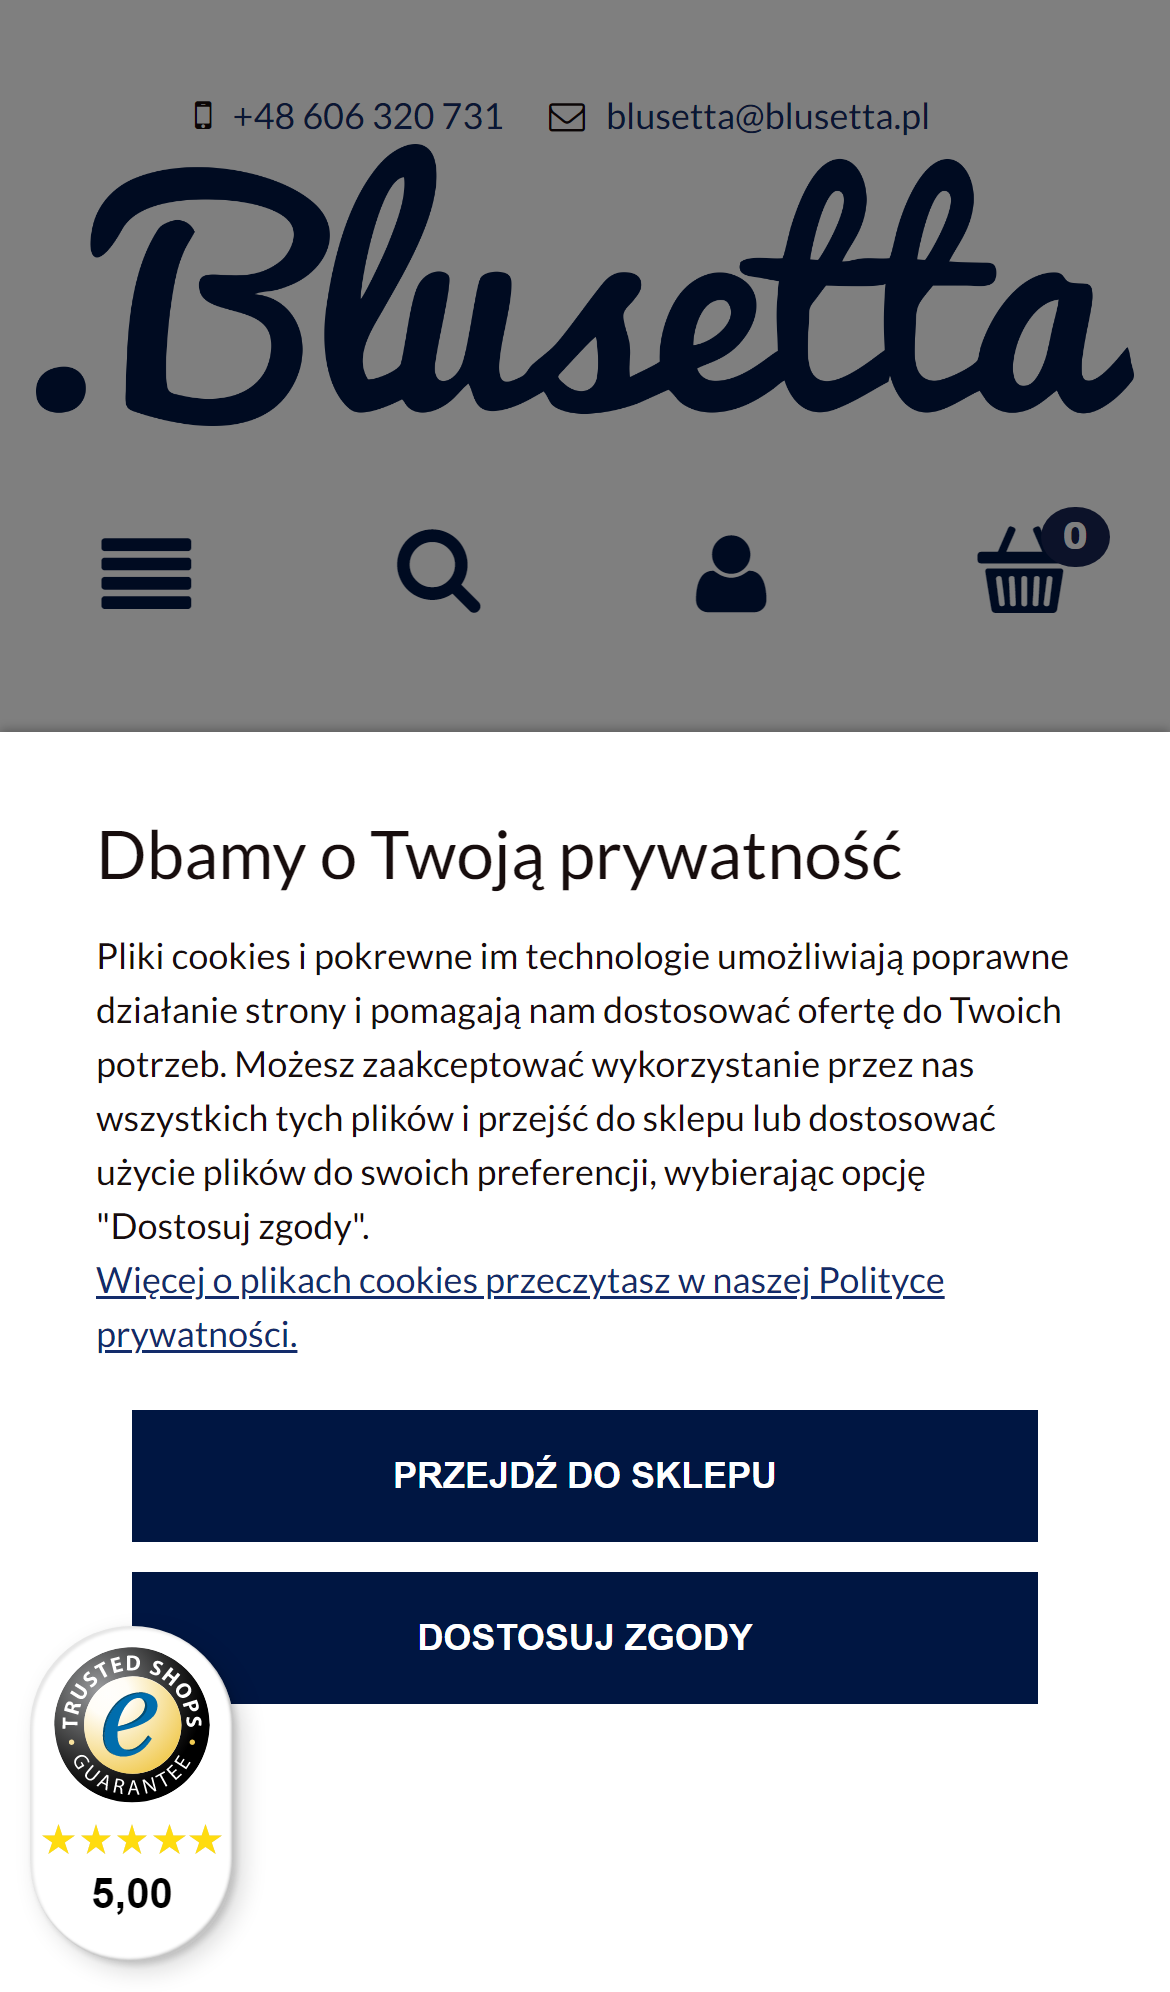 +48 606 320 731 blusetta@blusetta.pl
.Blusetta
0
Dbamy o Twoją prywatność
Pliki cookies i pokrewne im technologie umożliwiają poprawne
działanie strony i pomagają nam dostosować ofertę do Twoich
potrzeb. Możesz zaakceptować wykorzystanie przez nas
wszystkich tych plików i przejść do sklepu lub dostosować
użycie plików do swoich preferencji, wybierając opcję
"Dostosuj zgody".
Więcej o plikach cookies przeczytasz w naszej Polityce
prywatności.
PRZEJDŹ DO SKLEPU
DOSTOSUJ ZGODY
TRUSTED SHOPS
e
GUARANTEE
5,00